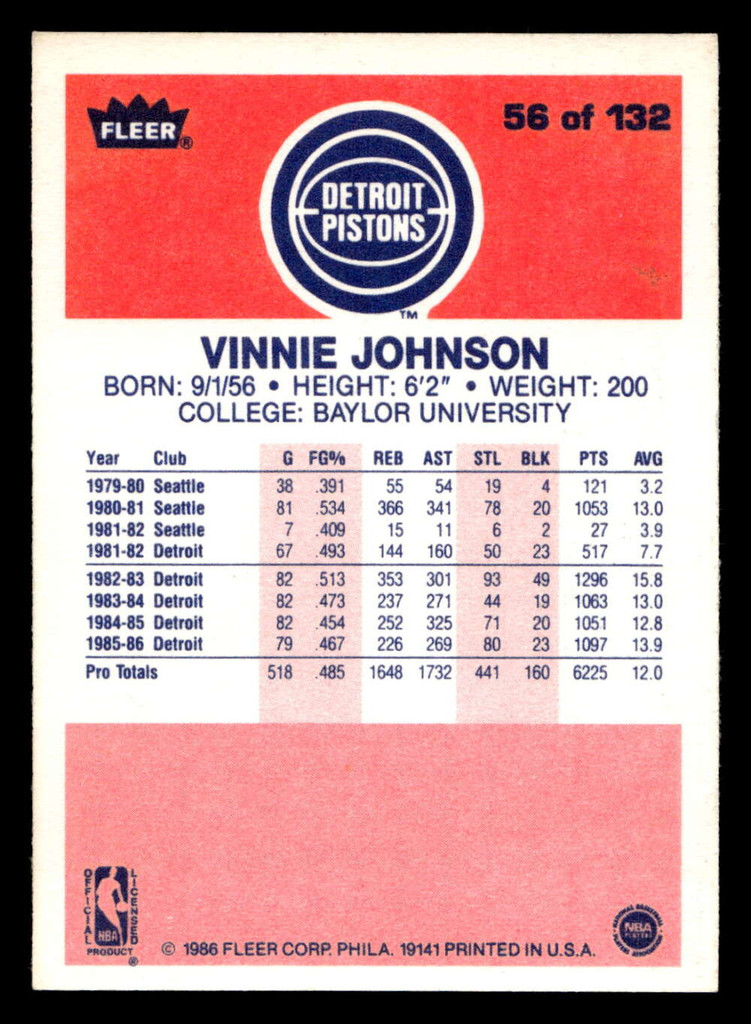 FLEER®
56 of 132
DETROIT
PISTONS
TM
VINNIE JOHNSON
BORN: 9/1/56 • HEIGHT: 6'2" • WEIGHT: 200
COLLEGE: BAYLOR UNIVERSITY
Year Club G FG% REB AST STL BLK PTS AVG
1979-80 Seattle 38 .391 55 54 19 4 121 3.2
1980-81 Seattle 81 .534 366 341 78 20 1053 13.0
1981-82 Seattle 7 .409 15 11 6 2 27 3.9
1981-82 Detroit 67 .493 144 160 50 23 517 7.7
1982-83 Detroit 82 .513 353 301 93 49 1296 15.8
1983-84 Detroit 82 .473 237 271 44 19 1063 13.0
1984-85 Detroit 82 .454 252 325 71 20 1051 12.8
1985-86 Detroit 79 .467 226 269 80 23 1097 13.9
Pro Totals 518 .485 1648 1732 441 160 6225 12.0
OFFICIAL LICENSED
NBA
PRODUCT ®
© 1986 FLEER CORP. PHILA. 19141 PRINTED IN U.S.A.
NATIONAL BASKETBALL
NBA
PLAYERS
PLAYERS ASSOCIATION